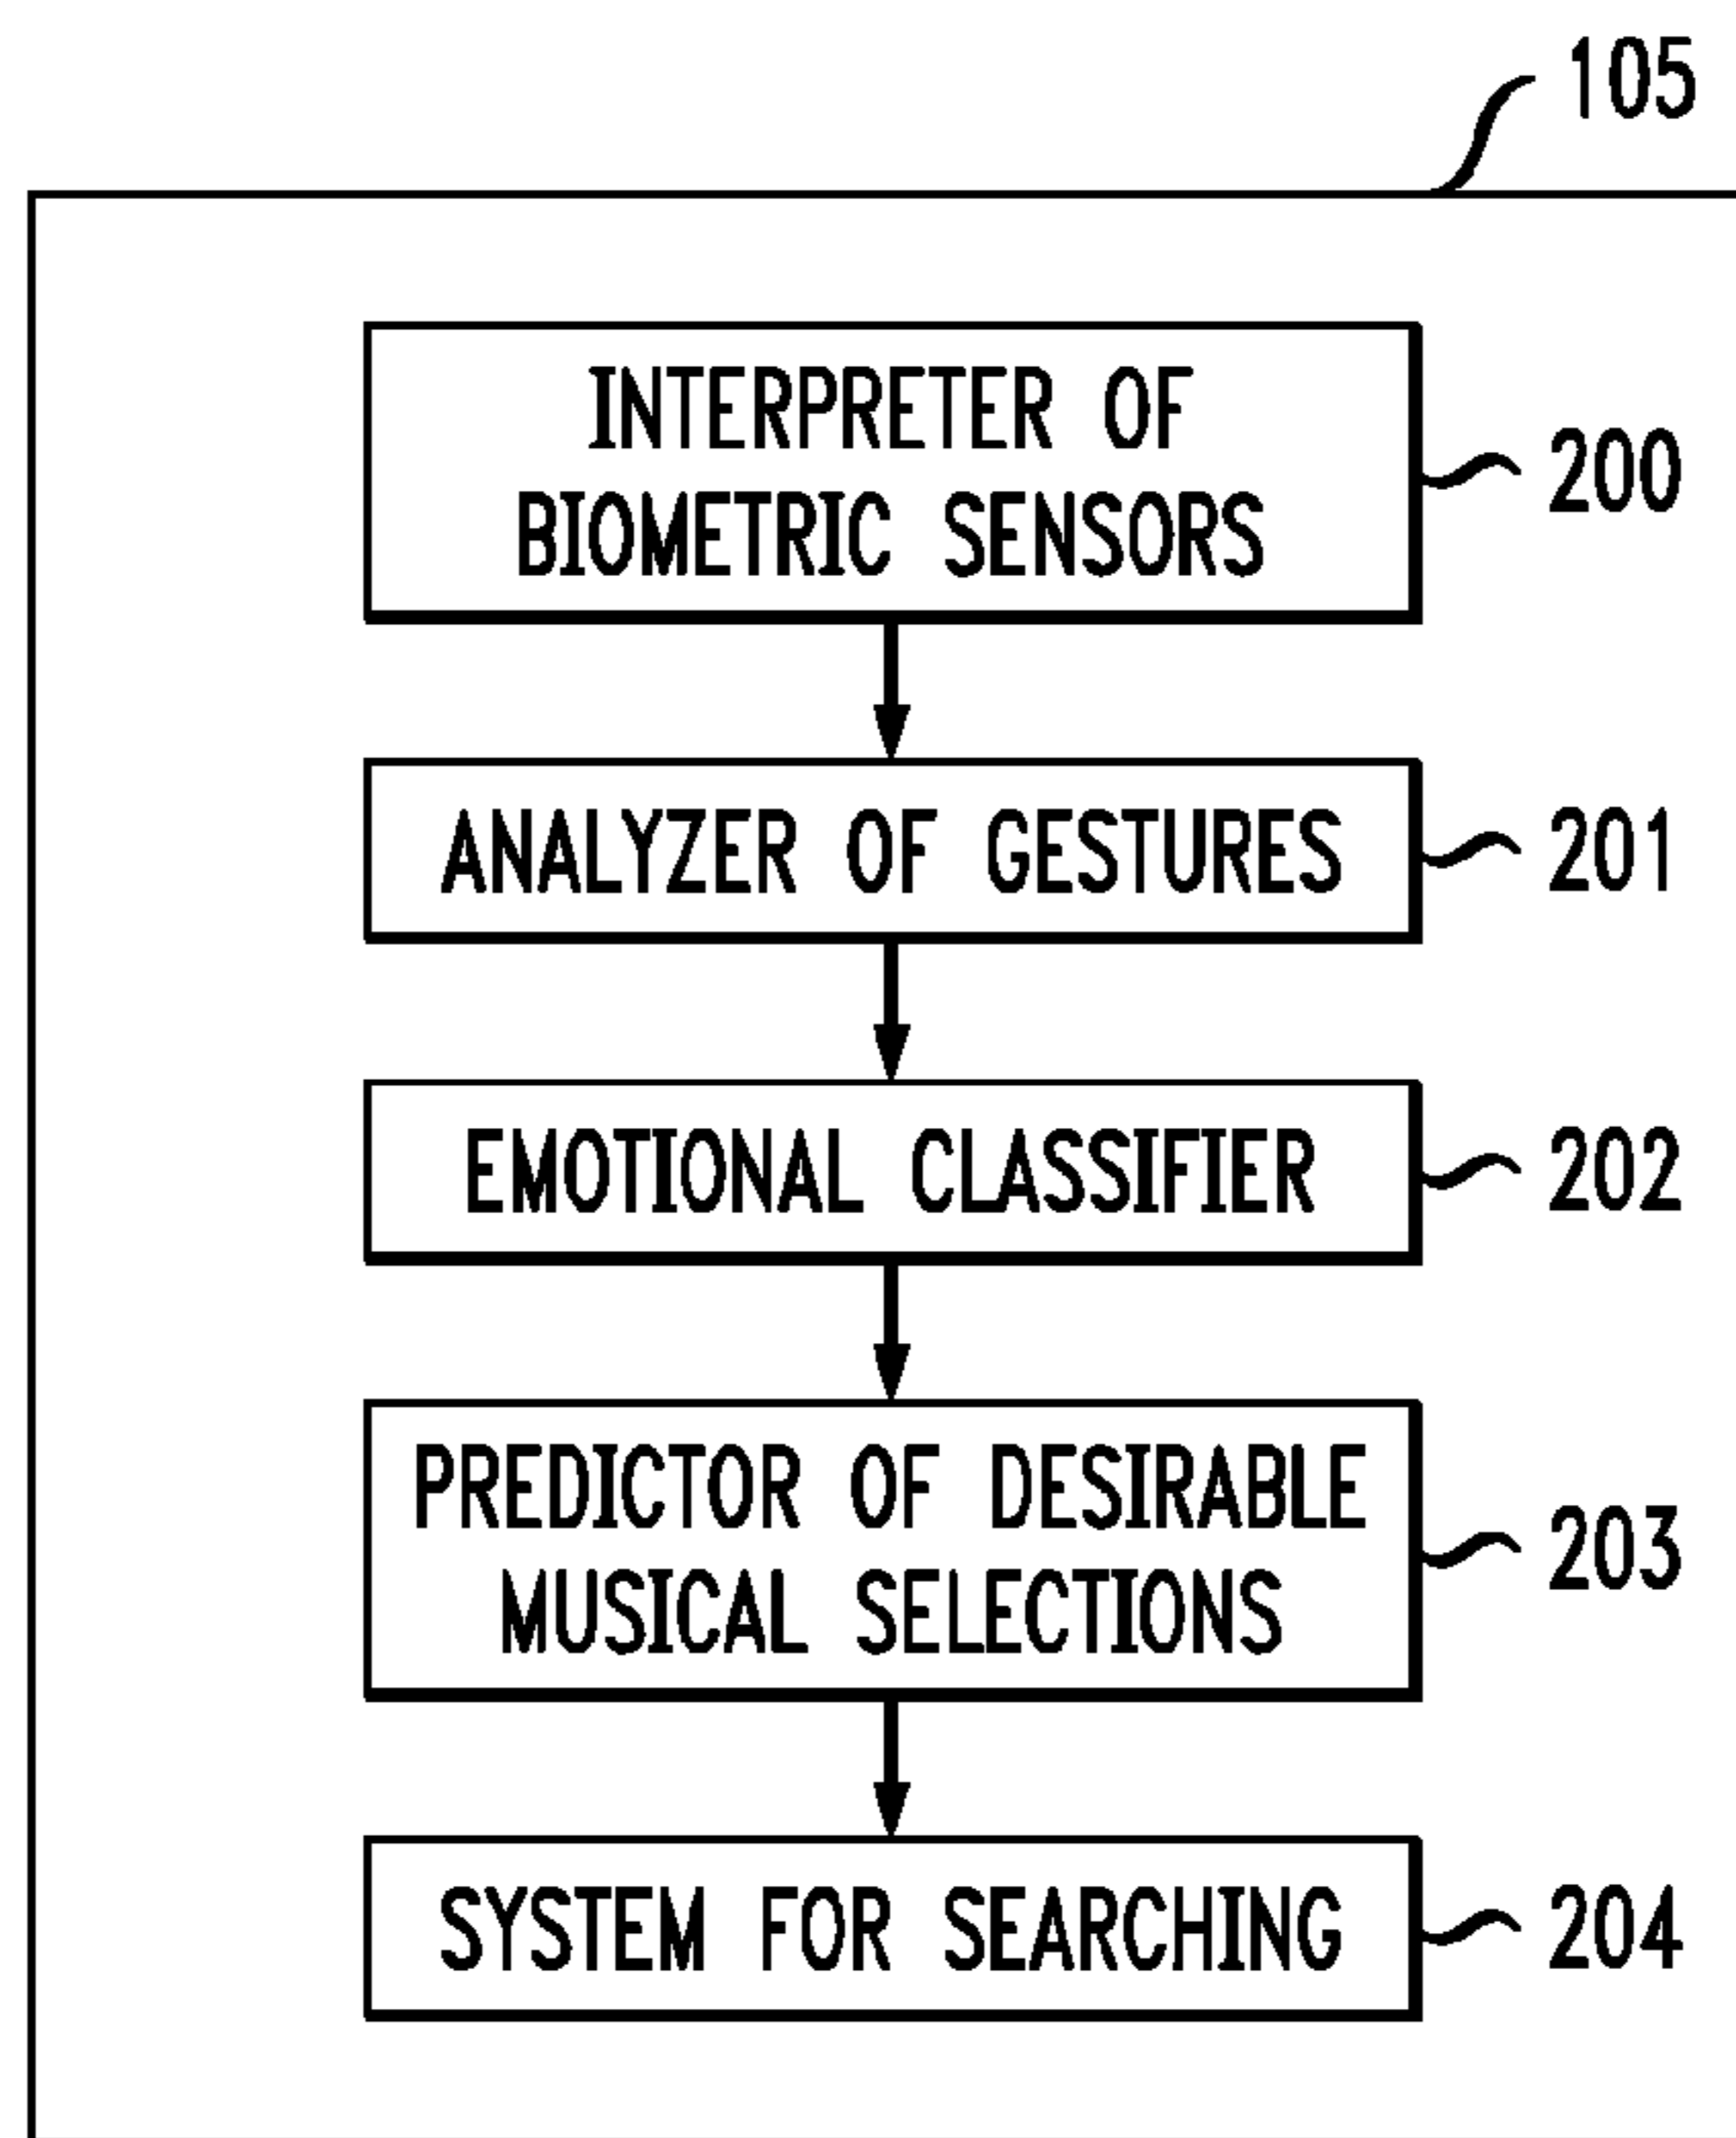 105
INTERPRETER OF
BIOMETRIC SENSORS
200
ANALYZER OF GESTURES
201
EMOTIONAL CLASSIFIER
202
PREDICTOR OF DESIRABLE
MUSICAL SELECTIONS
203
SYSTEM FOR SEARCHING
204